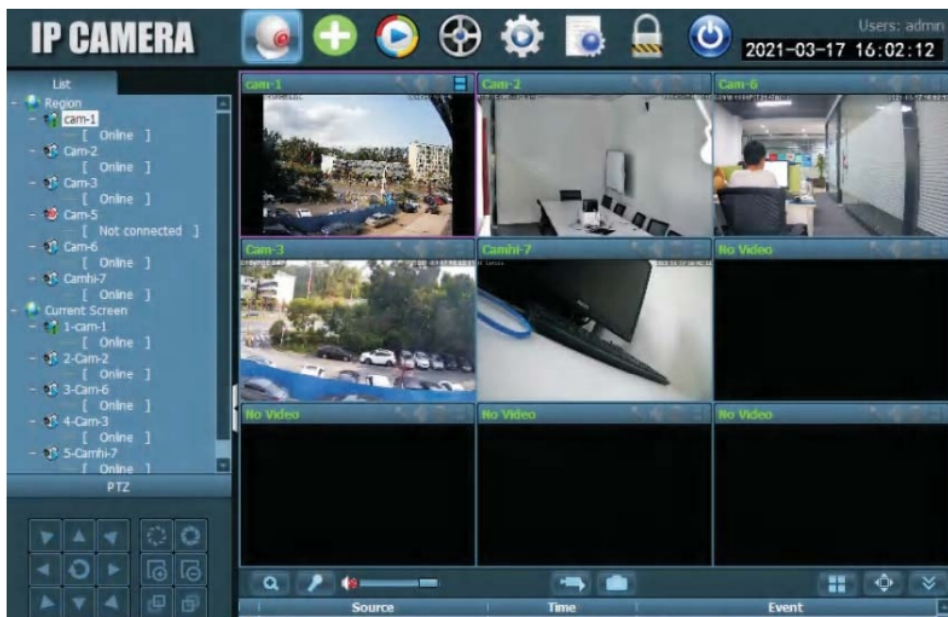 IP CAMERA
Users: admin
2021-03-17 16:02:12
List
Region
cam-1
[ Online ]
Cam-2
[ Online ]
Cam-3
[ Online ]
Cam-5
[ Not connected ]
Cam-6
[ Online ]
Camhi-7
[ Online ]
Current Screen
1-cam-1
[ Online ]
2-Cam-2
[ Online ]
3-Cam-6
[ Online ]
4-Cam-3
[ Online ]
5-Camhi-7
[ Online ]
PTZ
cam-1
Cam-2
Cam-6
Cam-3
Camhi-7
No Video
No Video
No Video
No Video
Source Time Event